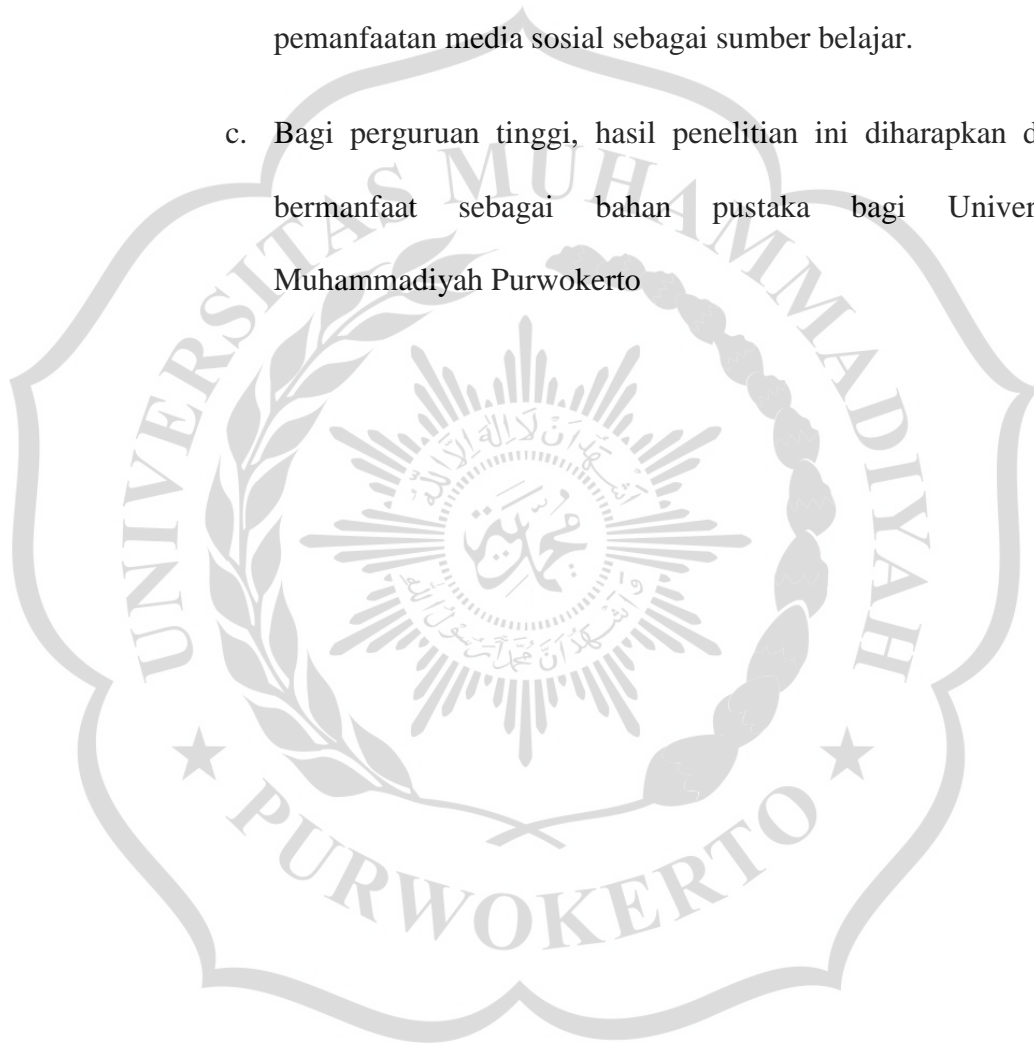 pemanfaatan media sosial sebagai sumber belajar.
c. Bagi perguruan tinggi, hasil penelitian ini diharapkan d
bermanfaat sebagai bahan pustaka bagi Univer
Muhammadiyah Purwokerto
UNIVERSITAS MUHAMMADIYAH
PURWOKERTO